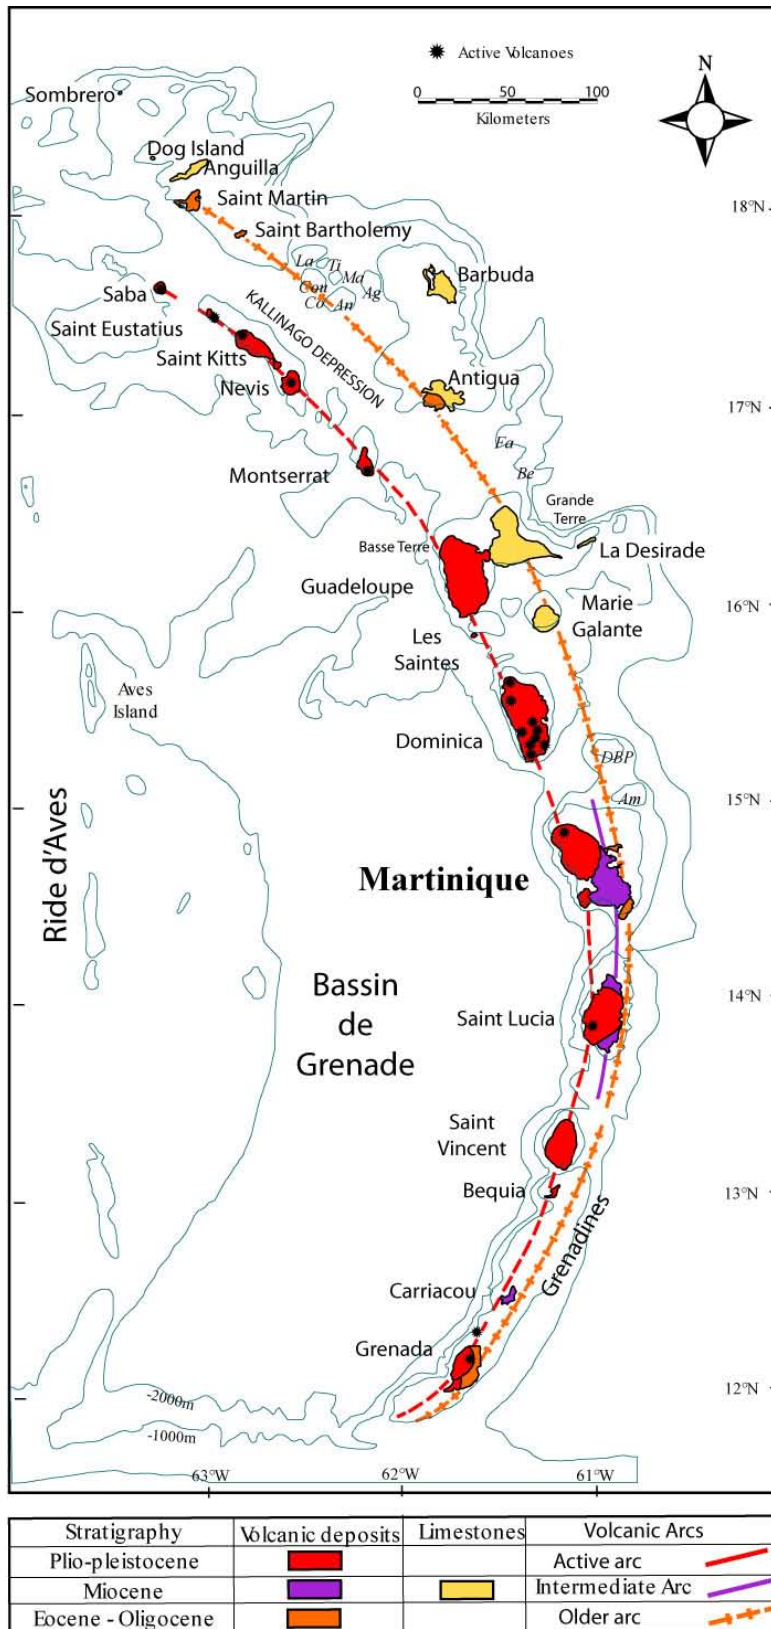 Active Volcanoes
0 50 100
Kilometers
N
Sombrero
Dog Island
Anguilla
Saint Martin
18°N
Saint Bartholemy
La
Ti
Md
Ag
Con
Co
An
Barbuda
Saba
Saint Eustatius
KALLINAGO DEPRESSION
Saint Kitts
Nevis
Antigua
17°N
Ea
Be
Montserrat
Grande
Terre
Basse Terre
La Desirade
Guadeloupe
16°N
Marie
Galante
Les
Saintes
Aves
Island
Dominica
DBP
15°N
Am
Ride d'Aves
Martinique
14°N
Bassin
de
Grenade
Saint Lucia
Saint
Vincent
Bequia
13°N
Grenadines
Carriacou
Grenada
12°N
-2000m
-1000m
63°W 62°W 61°W
Stratigraphy Volcanic deposits Limestones Volcanic Arcs
Plio-pleistocene Active arc
Miocene Intermediate Arc
Eocene - Oligocene Older arc